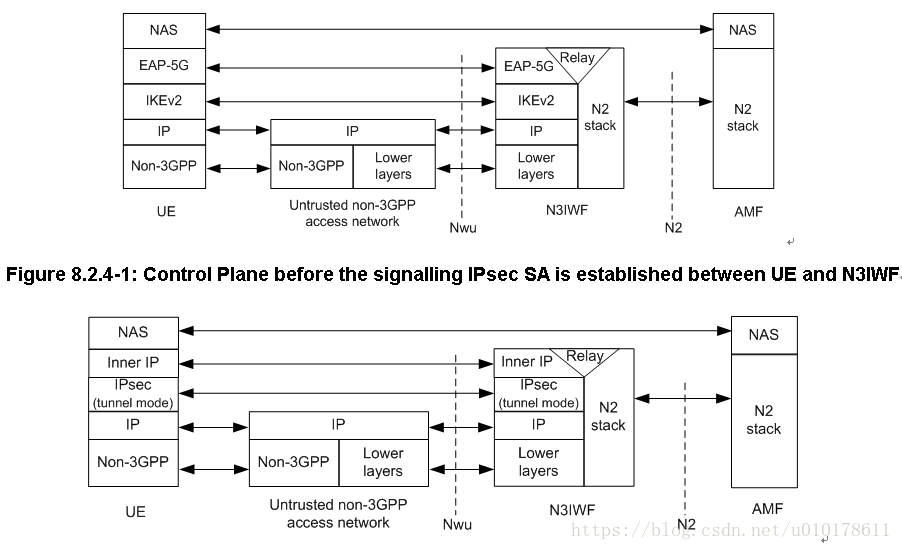 NAS
NAS
EAP-5G
EAP-5G
Relay
IKEv2
IKEv2
N2
stack
N2
stack
IP
IP
IP
Non-3GPP
Non-3GPP
Lower
layers
Lower
layers
UE
Untrusted non-3GPP
access network
Nwu
N3IWF
N2
AMF
Figure 8.2.4-1: Control Plane before the signalling IPsec SA is established between UE and N3IWF
NAS
NAS
Inner IP
Inner IP
Relay
IPsec
(tunnel mode)
IPsec
(tunnel mode)
N2
stack
N2
stack
IP
IP
IP
Non-3GPP
Non-3GPP
Lower
layers
Lower
layers
UE
Untrusted non-3GPP
access network
Nwu
N3IWF
N2
AMF
https://blog.csdn.net/u010178611